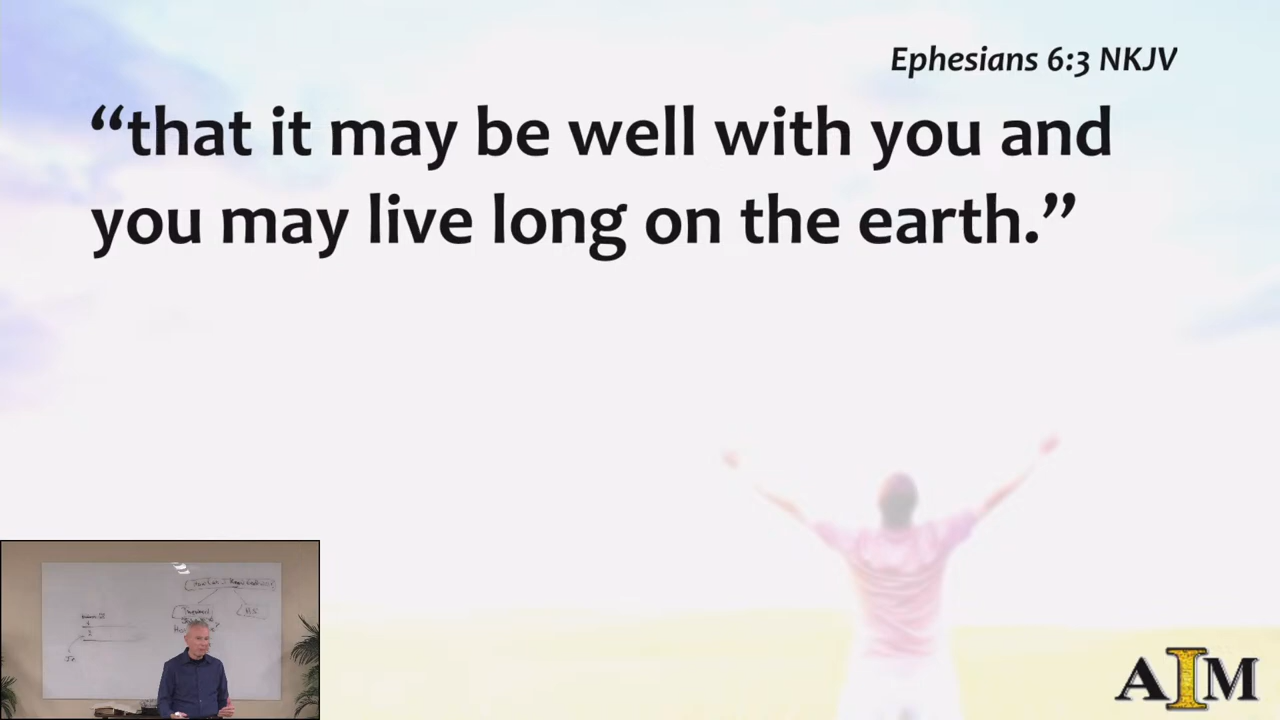 Ephesians 6:3 NKJV
“that it may be well with you and
you may live long on the earth.”
AIM